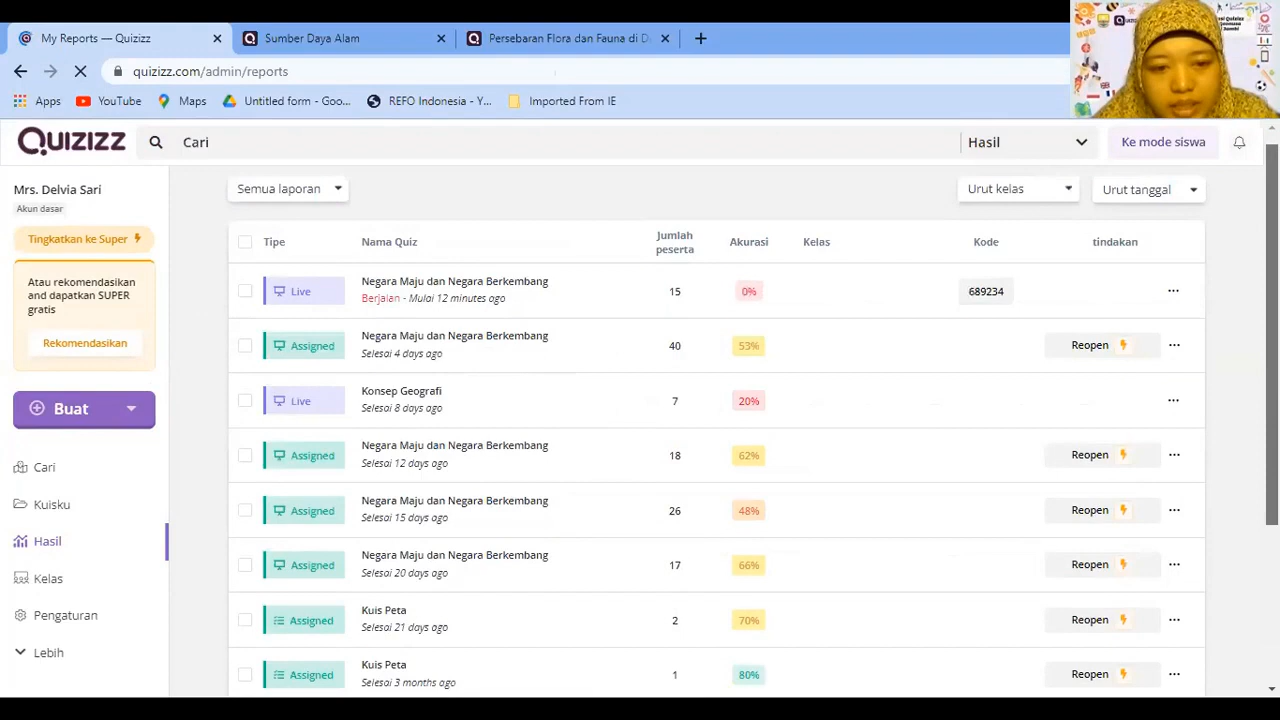 My Reports — Quizizz
Sumber Daya Alam
Persebaran Flora dan Fauna di D
quizizz.com/admin/reports
Apps
YouTube
Maps
Untitled form - Goo...
REFO Indonesia - Y...
Imported From IE
QUIZIZZ
Cari
Hasil
Ke mode siswa
Mrs. Delvia Sari
Akun dasar
Tingkatkan ke Super
Atau rekomendasikan
and dapatkan SUPER
gratis
Rekomendasikan
Buat
Cari
Kuisku
Hasil
Kelas
Pengaturan
Lebih
Semua laporan
Urut kelas
Urut tanggal
Tipe
Nama Quiz
Jumlah
peserta
Akurasi
Kelas
Kode
tindakan
Live
Negara Maju dan Negara Berkembang
Berjalan - Mulai 12 minutes ago
15
0%
689234
Assigned
Negara Maju dan Negara Berkembang
Selesai 4 days ago
40
53%
Reopen
Live
Konsep Geografi
Selesai 8 days ago
7
20%
Assigned
Negara Maju dan Negara Berkembang
Selesai 12 days ago
18
62%
Reopen
Assigned
Negara Maju dan Negara Berkembang
Selesai 15 days ago
26
48%
Reopen
Assigned
Negara Maju dan Negara Berkembang
Selesai 20 days ago
17
66%
Reopen
Assigned
Kuis Peta
Selesai 21 days ago
2
70%
Reopen
Assigned
Kuis Peta
Selesai 3 months ago
1
80%
Reopen